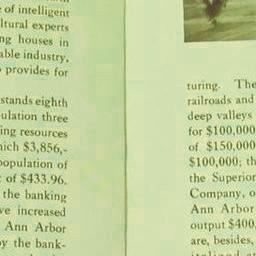 of intelligent
ltural experts
ng houses in
able industry,
provides for
stands eighth
ulation three
ing resources
hich $3,856,-
population of
of $433.96.
the banking
ve increased
Ann Arbor
by the bank-
turing. The
railroads and
deep valleys
for $100,000
of $150,000
$100,000; th
the Superior
Company, o
Ann Arbor
output $400,
are, besides,